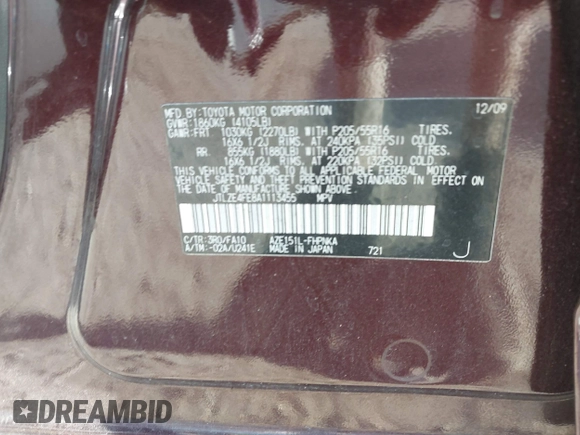 MFD.BY:TOYOTA MOTOR CORPORATION 12/09
GVWR:1860KG (4105LB)
GAWR:FRT 1030KG (2270LB) WITH P205/55R16 TIRES.
16X6 1/2J RIMS. AT 240KPA (35PSI) COLD
RR. 855KG (1880LB) WITH P205/55R16 TIRES.
16X6 1/2J RIMS. AT 220KPA (32PSI) COLD
THIS VEHICLE CONFORMS TO ALL APPLICABLE FEDERAL MOTOR
VEHICLE SAFETY AND THEFT PREVENTION STANDARDS IN EFFECT ON
THE DATE OF MANUFACTURE SHOWN ABOVE.
JTLZE4FE8A1113455 MPV
C/TR:3R0/FA10 AZE151L-FHPNKA
A/TM:-02A/U241E MADE IN JAPAN 721 J
DREAMBID